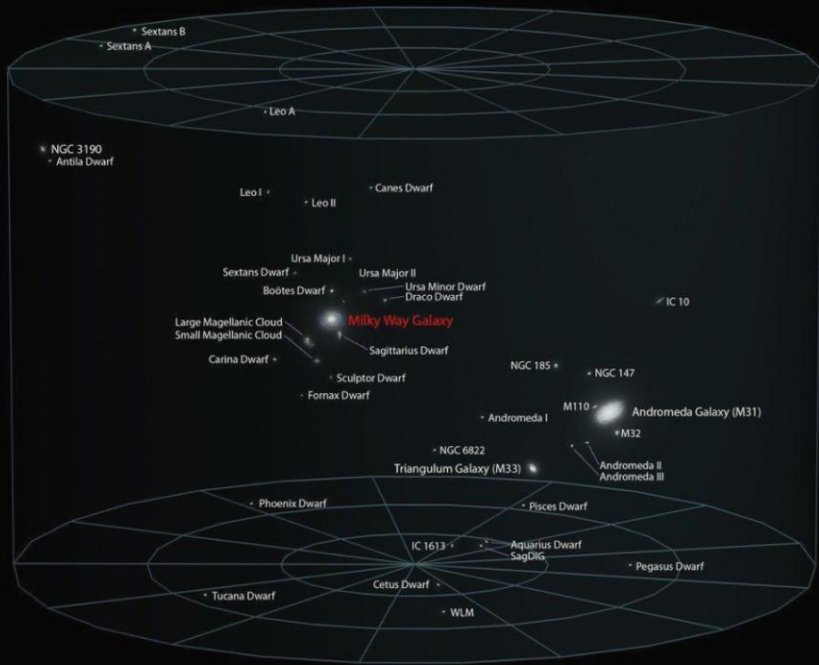 Sextans B
Sextans A
Leo A
NGC 3190
Antila Dwarf
Leo I
Canes Dwarf
Leo II
Ursa Major I
Sextans Dwarf
Ursa Major II
Boötes Dwarf
Ursa Minor Dwarf
Draco Dwarf
IC 10
Milky Way Galaxy
Large Magellanic Cloud
Small Magellanic Cloud
Sagittarius Dwarf
Carina Dwarf
NGC 185
NGC 147
Sculptor Dwarf
Fornax Dwarf
M110
Andromeda Galaxy (M31)
Andromeda I
M32
NGC 6822
Triangulum Galaxy (M33)
Andromeda II
Andromeda III
Phoenix Dwarf
Pisces Dwarf
IC 1613
Aquarius Dwarf
SagDIG
Pegasus Dwarf
Cetus Dwarf
Tucana Dwarf
WLM